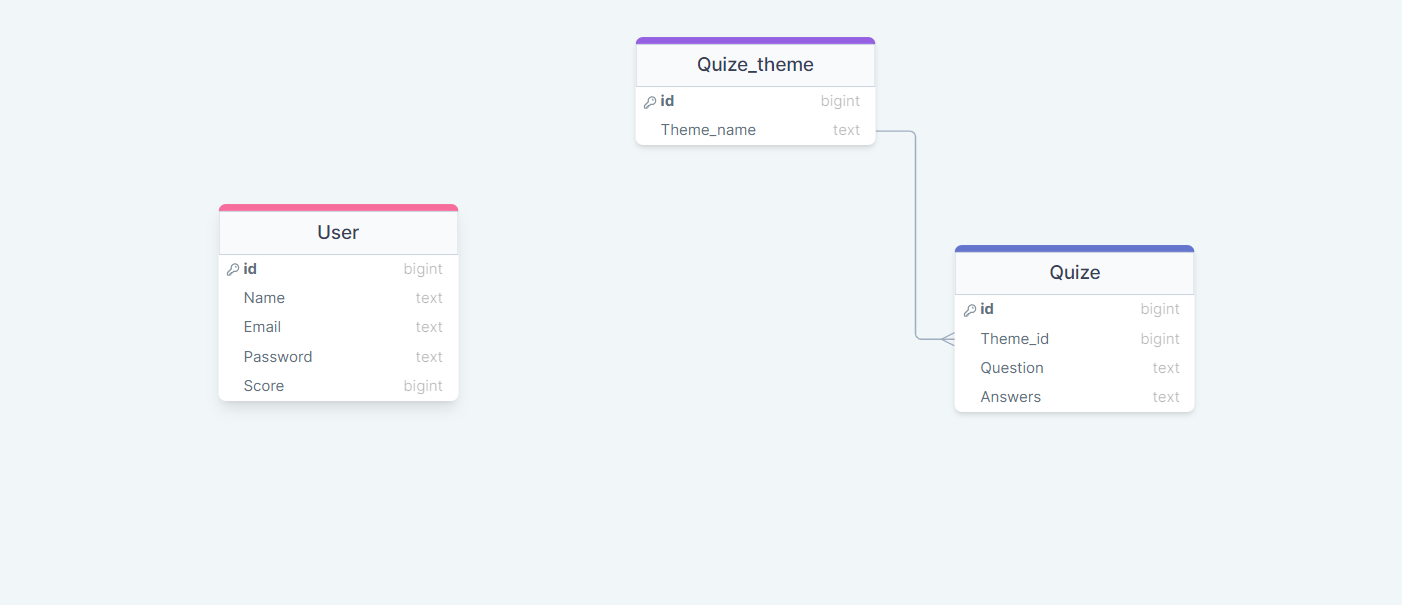 Quize_theme
id bigint
Theme_name text
User
id bigint
Name text
Email text
Password text
Score bigint
Quize
id bigint
Theme_id bigint
Question text
Answers text